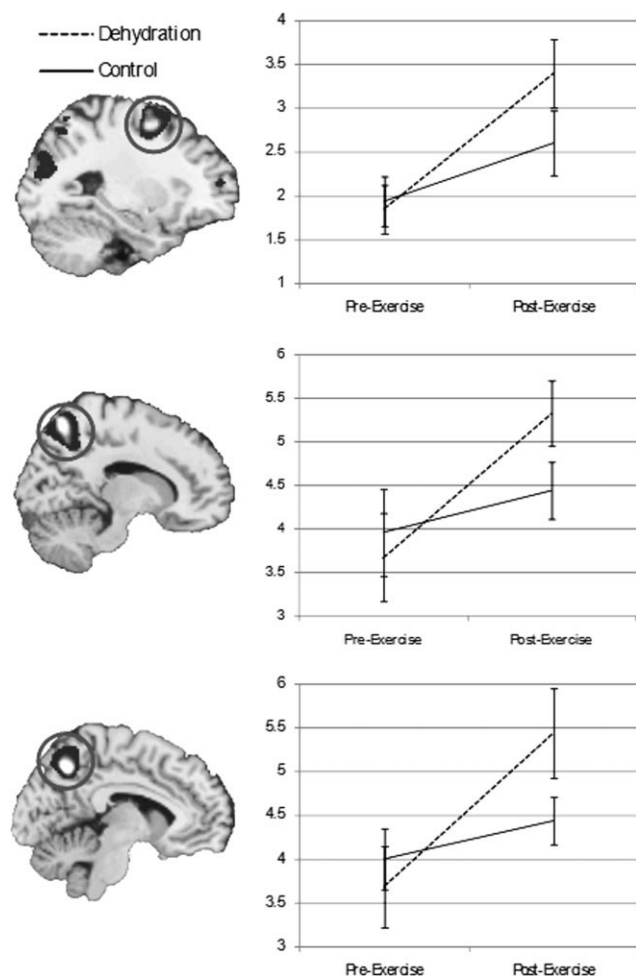 Dehydration
Control
4
3.5
3
2.5
2
1.5
1
Pre-Exercise
Post-Exercise
6
5.5
5
4.5
4
3.5
3
Pre-Exercise
Post-Exercise
6
5.5
5
4.5
4
3.5
3
Pre-Exercise
Post-Exercise